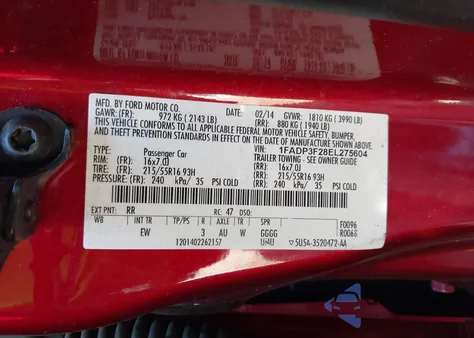 MFD. BY FORD MOTOR CO. DATE: 02/14 GVWR: 1810 KG ( 3990 LB)
GAWR: (FR): 972 KG ( 2143 LB) (RR): 880 KG ( 1940 LB)
THIS VEHICLE CONFORMS TO ALL APPLICABLE FEDERAL MOTOR VEHICLE SAFETY, BUMPER,
AND THEFT PREVENTION STANDARDS IN EFFECT ON THE DATE OF MANUFACTURE SHOWN ABOVE.
VIN: 1FADP3F28EL275604
TYPE: Passenger Car TRAILER TOWING - SEE OWNER GUIDE
RIM: (FR): 16x7.0J (RR): 16x7.0J
TIRE: (FR): 215/55R16 93H (RR): 215/55R16 93H
PRESSURE: (FR): 240 kPa/ 35 PSI COLD (RR): 240 kPa/ 35 PSI COLD
EXT PNT: RR RC: 47 DSO:
WB INT TR TP/PS R AXLE TR SPR F0096
EW 3 AU W GGGG R0068
1201402262157 U4U ▽5U5A-3520472-AA